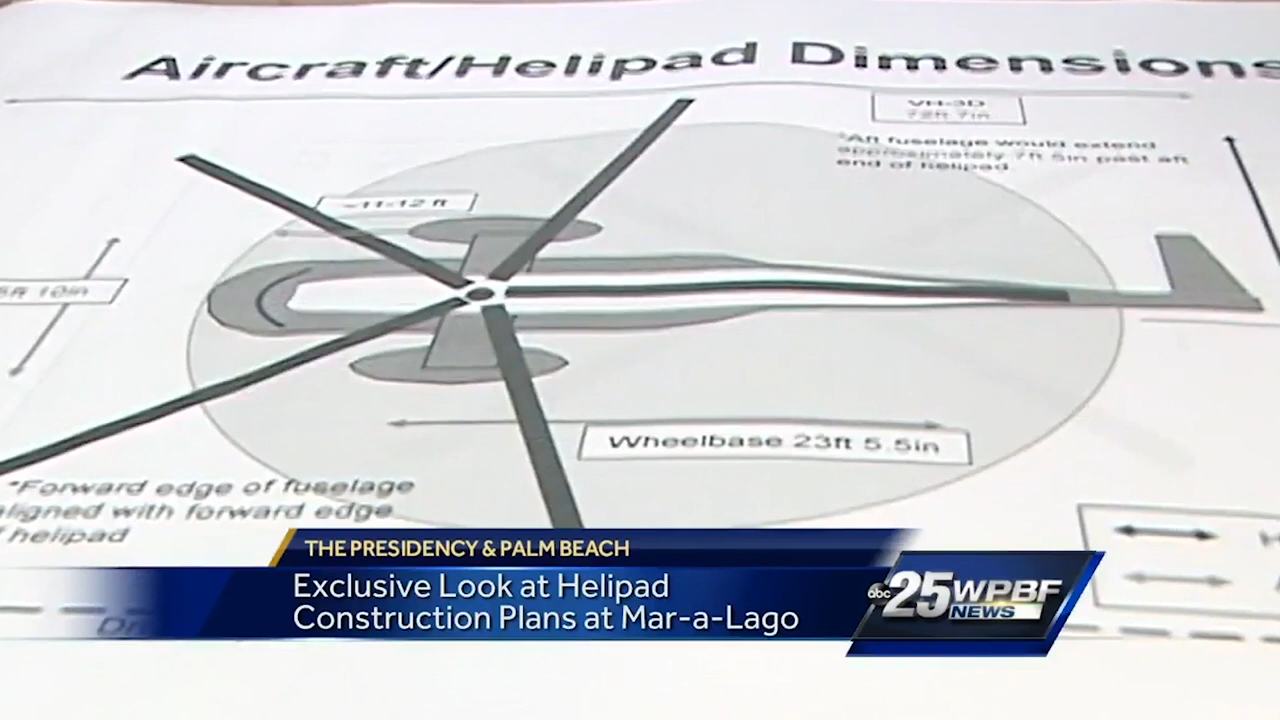 Aircraft/Helipad Dimensions
VH-3D
72ft 7in
*Aft fuselage would extend
approximately 7ft 5in past aft
end of helipad.
~11-12 ft
ft 10in
Wheelbase 23ft 5.5in
*Forward edge of fuselage
aligned with forward edge
helipad
THE PRESIDENCY & PALM BEACH
Exclusive Look at Helipad
Construction Plans at Mar-a-Lago
abc 25 WPBF
NEWS